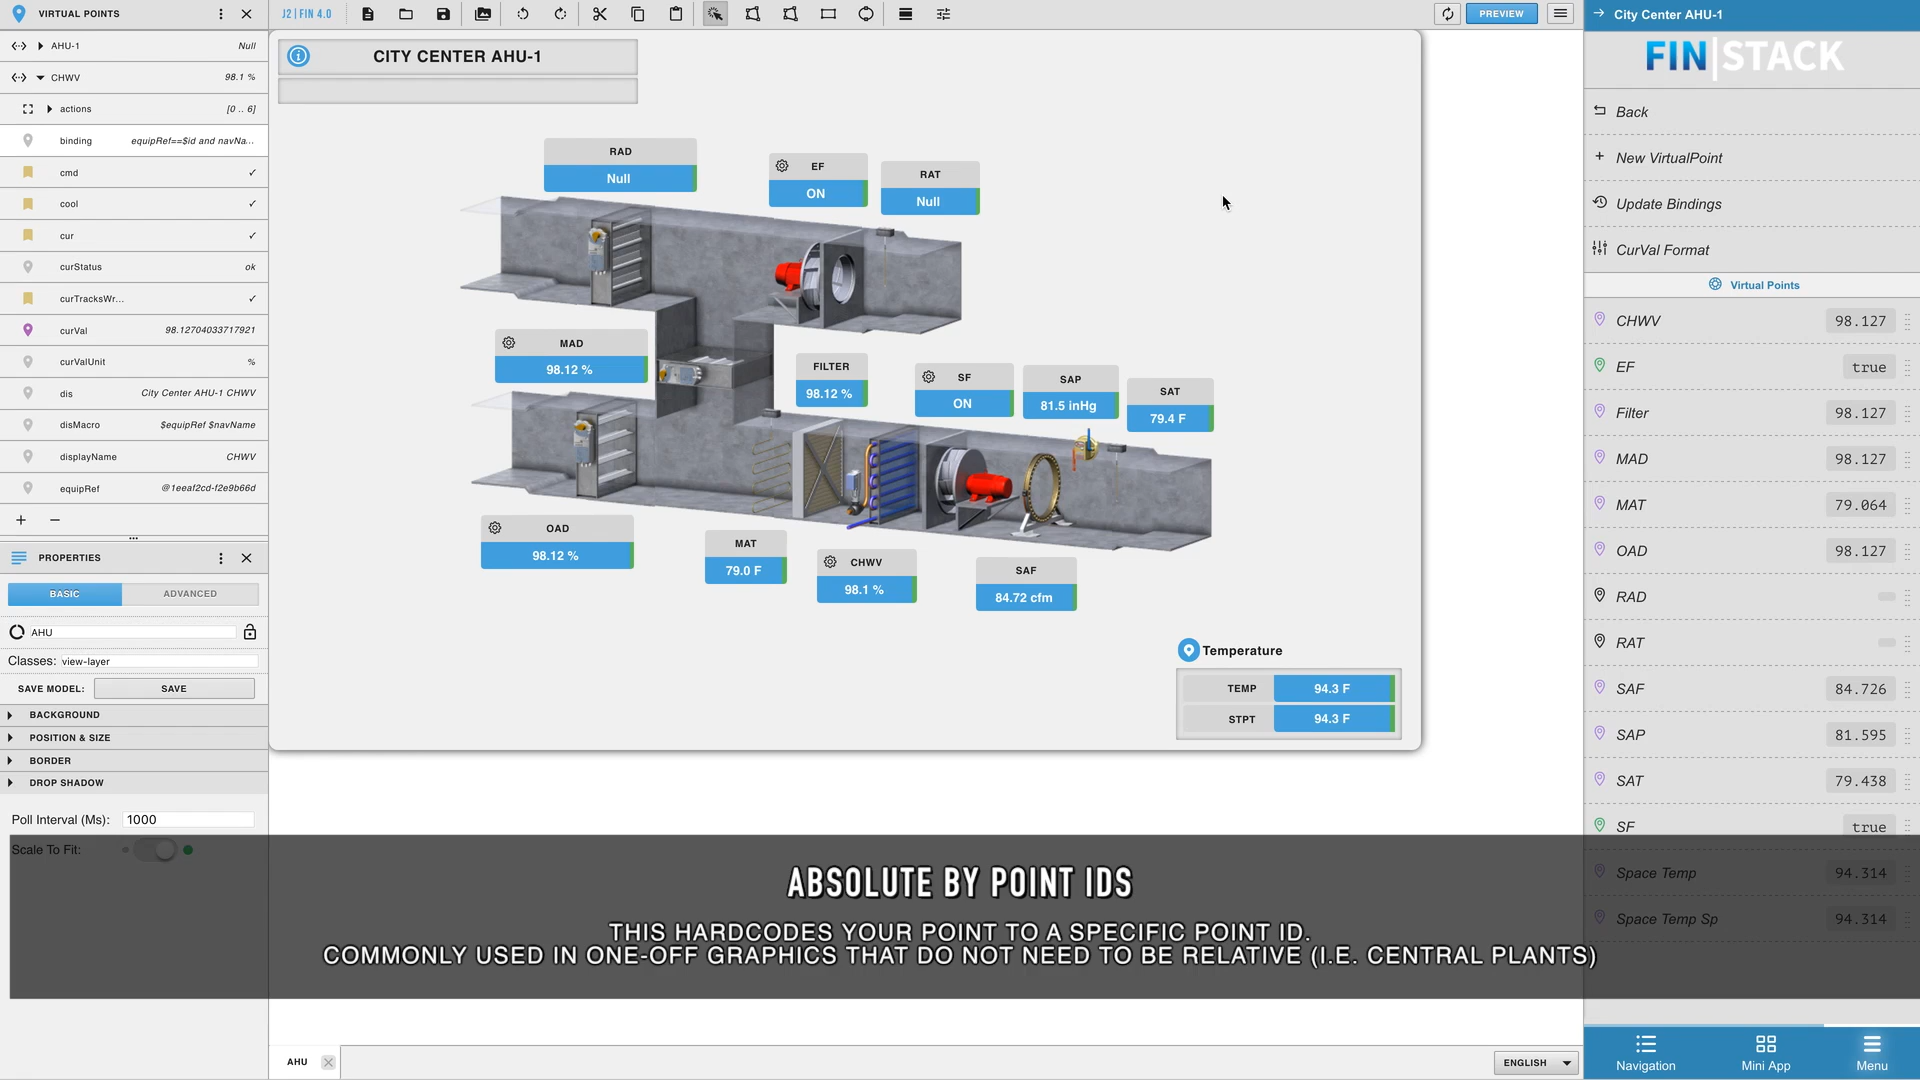 VIRTUAL POINTS
AHU-1 Null
CHWV 98.1 %
actions [0 .. 6]
binding equipRef==$id and navNa...
cmd ✓
cool ✓
cur ✓
curStatus ok
curTracksWr... ✓
curVal 98.12704033717921
curValUnit %
dis City Center AHU-1 CHWV
disMacro $equipRef $navName
displayName CHWV
equipRef @1eeaf2cd-f2e9b66d
PROPERTIES
BASIC ADVANCED
AHU
Classes: view-layer
SAVE MODEL: SAVE
BACKGROUND
POSITION & SIZE
BORDER
DROP SHADOW
Poll Interval (Ms): 1000
Scale To Fit:
J2 | FIN 4.0
PREVIEW
CITY CENTER AHU-1
RAD
Null
EF
ON
RAT
Null
MAD
98.12 %
FILTER
98.12 %
SF
ON
SAP
81.5 inHg
SAT
79.4 F
OAD
98.12 %
MAT
79.0 F
CHWV
98.1 %
SAF
84.72 cfm
Temperature
TEMP 94.3 F
STPT 94.3 F
City Center AHU-1
FIN|STACK
Back
New VirtualPoint
Update Bindings
CurVal Format
Virtual Points
CHWV 98.127
EF true
Filter 98.127
MAD 98.127
MAT 79.064
OAD 98.127
RAD
RAT
SAF 84.726
SAP 81.595
SAT 79.438
SF true
Space Temp 94.314
Space Temp Sp 94.314
ABSOLUTE BY POINT IDS
THIS HARDCODES YOUR POINT TO A SPECIFIC POINT ID.
COMMONLY USED IN ONE-OFF GRAPHICS THAT DO NOT NEED TO BE RELATIVE (I.E. CENTRAL PLANTS)
AHU
ENGLISH
Navigation Mini App Menu